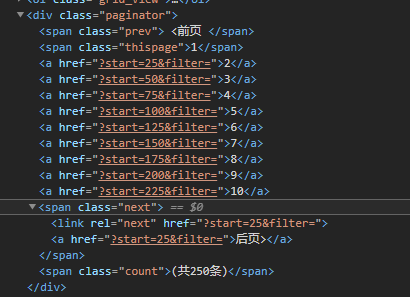 <ol class="grid_view">…</ol>
▼<div class="paginator">
<span class="prev"> <前页 </span>
<span class="thispage">1</span>
<a href="?start=25&filter=">2</a>
<a href="?start=50&filter=">3</a>
<a href="?start=75&filter=">4</a>
<a href="?start=100&filter=">5</a>
<a href="?start=125&filter=">6</a>
<a href="?start=150&filter=">7</a>
<a href="?start=175&filter=">8</a>
<a href="?start=200&filter=">9</a>
<a href="?start=225&filter=">10</a>
▼<span class="next"> == $0
<link rel="next" href="?start=25&filter=">
<a href="?start=25&filter=">后页></a>
</span>
<span class="count">(共250条)</span>
</div>